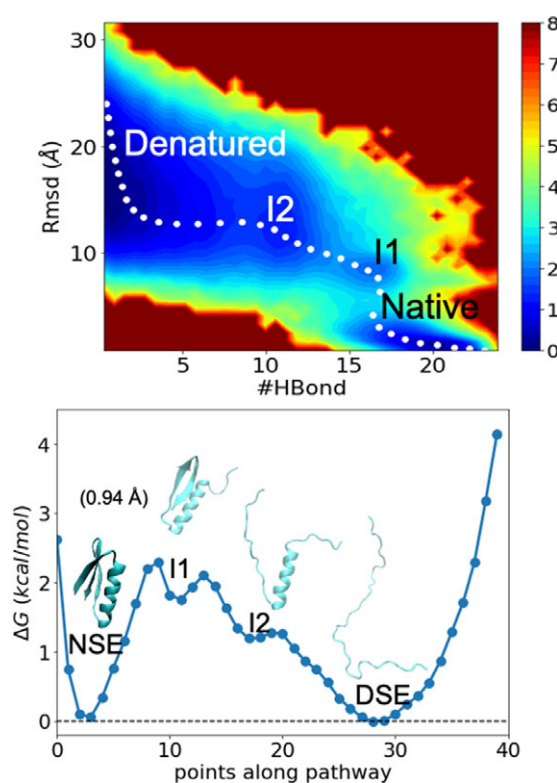 30
20
10
Rmsd (Å)
Denatured
I2
I1
Native
5 10 15 20
#HBond
8
7
6
5
4
3
2
1
0
4
3
2
1
0
ΔG (kcal/mol)
(0.94 Å)
NSE
I1
I2
DSE
0 10 20 30 40
points along pathway